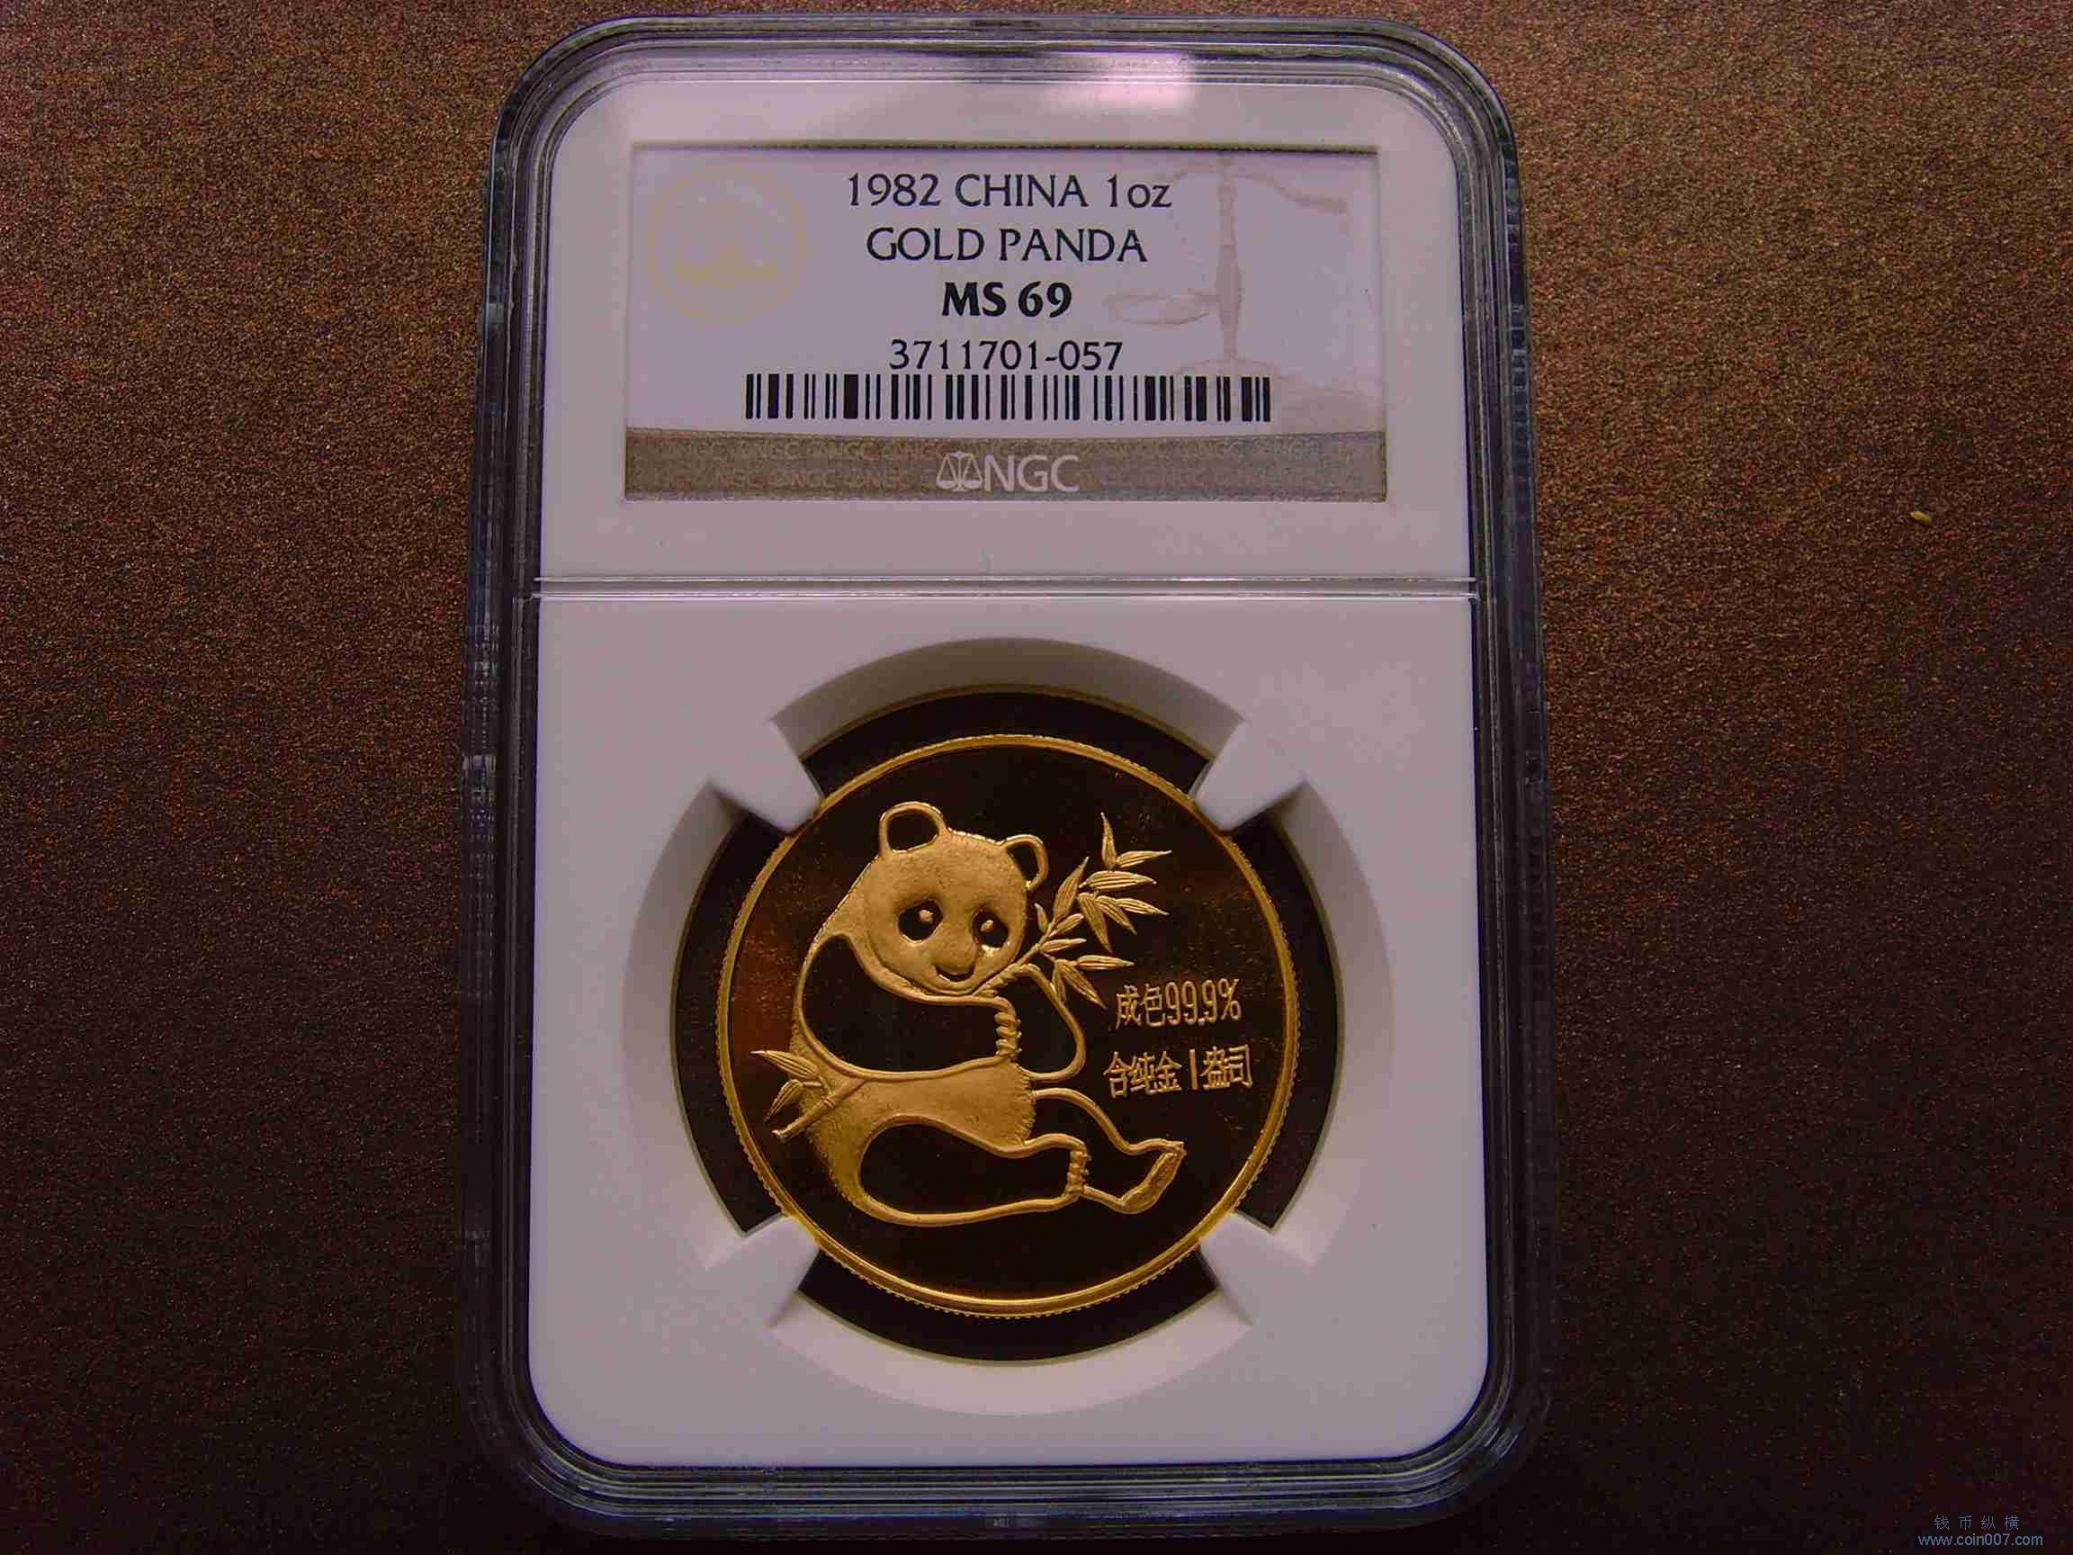 1982 CHINA 1oz
GOLD PANDA
MS 69
3711701-057
NGC
成色99.9%
含纯金1盎司
钱币纵横
www.coin007.com